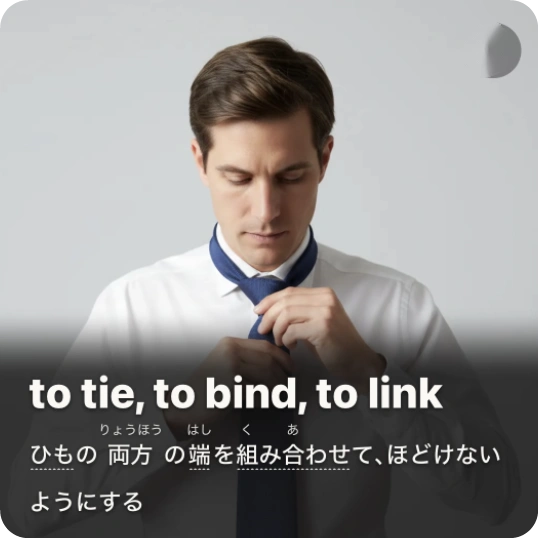 to tie, to bind, to link
りょうほう はし く あ
ひもの両方の端を組み合わせて、ほどけない
ようにする